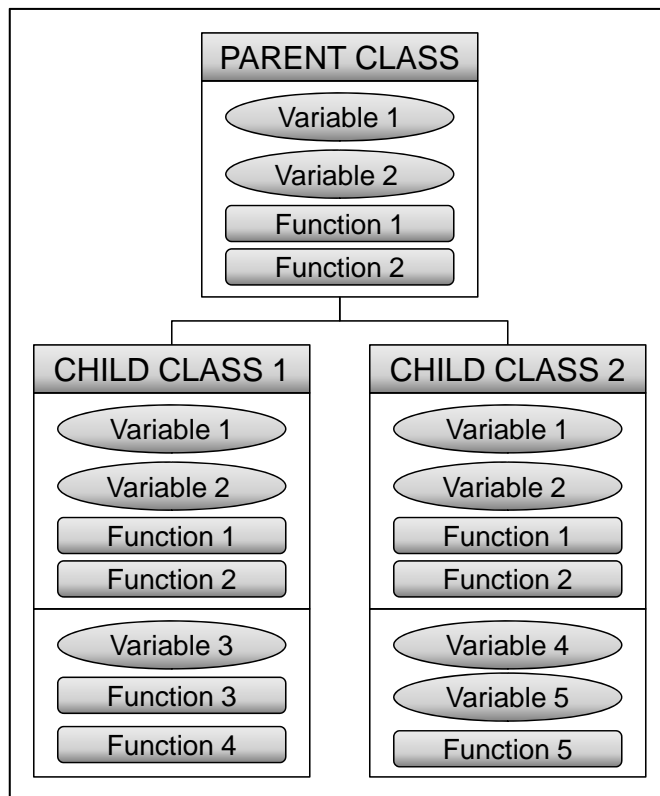 PARENT CLASS
Variable 1
Variable 2
Function 1
Function 2
CHILD CLASS 1
Variable 1
Variable 2
Function 1
Function 2
Variable 3
Function 3
Function 4
CHILD CLASS 2
Variable 1
Variable 2
Function 1
Function 2
Variable 4
Variable 5
Function 5